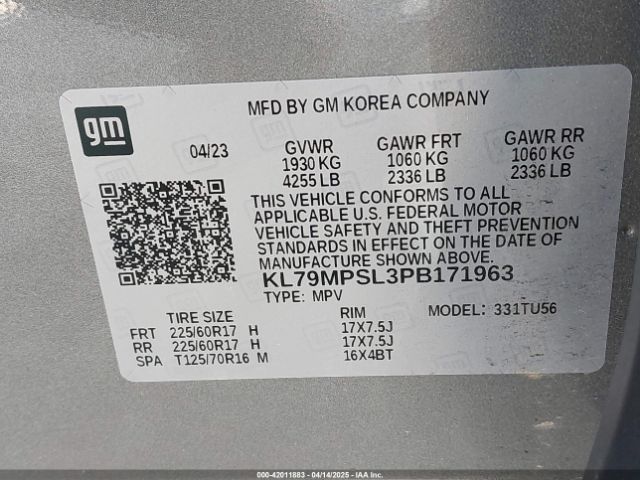 gm
MFD BY GM KOREA COMPANY
04/23 GVWR GAWR FRT GAWR RR
1930 KG 1060 KG 1060 KG
4255 LB 2336 LB 2336 LB
THIS VEHICLE CONFORMS TO ALL
APPLICABLE U.S. FEDERAL MOTOR
VEHICLE SAFETY AND THEFT PREVENTION
STANDARDS IN EFFECT ON THE DATE OF
MANUFACTURE SHOWN ABOVE.
KL79MPSL3PB171963
TYPE: MPV MODEL: 331TU56
TIRE SIZE RIM
FRT 225/60R17 H 17X7.5J
RR 225/60R17 H 17X7.5J
SPA T125/70R16 M 16X4BT
000-42011883 - 04/14/2025 - IAA Inc.